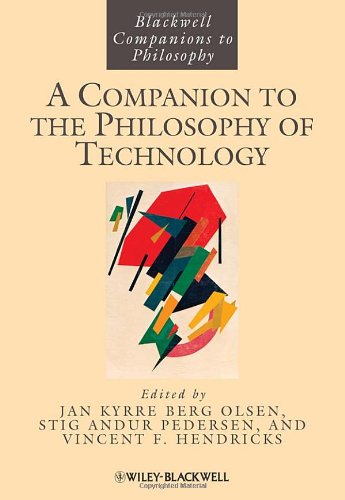 Blackwell
Companions to
Philosophy
A COMPANION TO
THE PHILOSOPHY OF
TECHNOLOGY
Edited by
JAN KYRRE BERG OLSEN,
STIG ANDUR PEDERSEN, AND
VINCENT F. HENDRICKS
WILEY-BLACKWELL